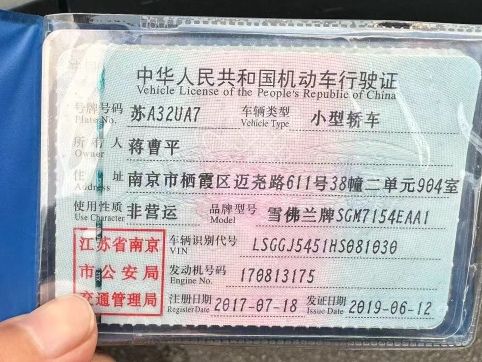 中华人民共和国机动车行驶证
Vehicle License of the People's Republic of China
号牌号码 苏A32UA7 车辆类型 小型轿车
Plate No. Vehicle Type
所有人 蒋曹平
Owner
住址 南京市栖霞区迈尧路611号38幢二单元904室
Address
使用性质 非营运 品牌型号 雪佛兰牌SGM7154EAA1
Use Character Model
江苏省南京 车辆识别代号 LSGGJ5451HS081030
VIN
市公安局 发动机号码 170813175
Engine No.
交通管理局 注册日期 2017-07-18 发证日期 2019-06-12
Register Date Issue Date